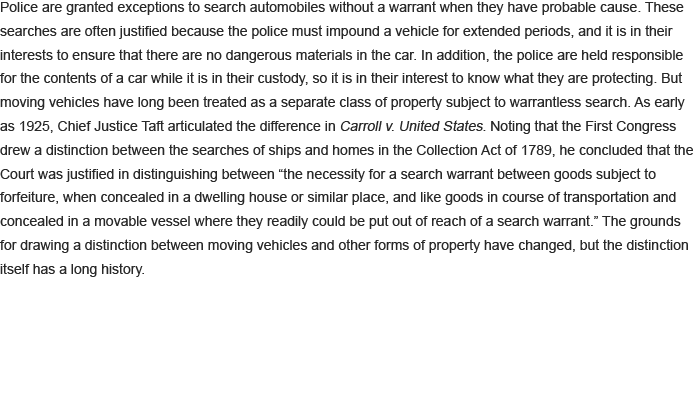 Police are granted exceptions to search automobiles without a warrant when they have probable cause. These
searches are often justified because the police must impound a vehicle for extended periods, and it is in their
interests to ensure that there are no dangerous materials in the car. In addition, the police are held responsible
for the contents of a car while it is in their custody, so it is in their interest to know what they are protecting. But
moving vehicles have long been treated as a separate class of property subject to warrantless search. As early
as 1925, Chief Justice Taft articulated the difference in Carroll v. United States. Noting that the First Congress
drew a distinction between the searches of ships and homes in the Collection Act of 1789, he concluded that the
Court was justified in distinguishing between “the necessity for a search warrant between goods subject to
forfeiture, when concealed in a dwelling house or similar place, and like goods in course of transportation and
concealed in a movable vessel where they readily could be put out of reach of a search warrant.” The grounds
for drawing a distinction between moving vehicles and other forms of property have changed, but the distinction
itself has a long history.